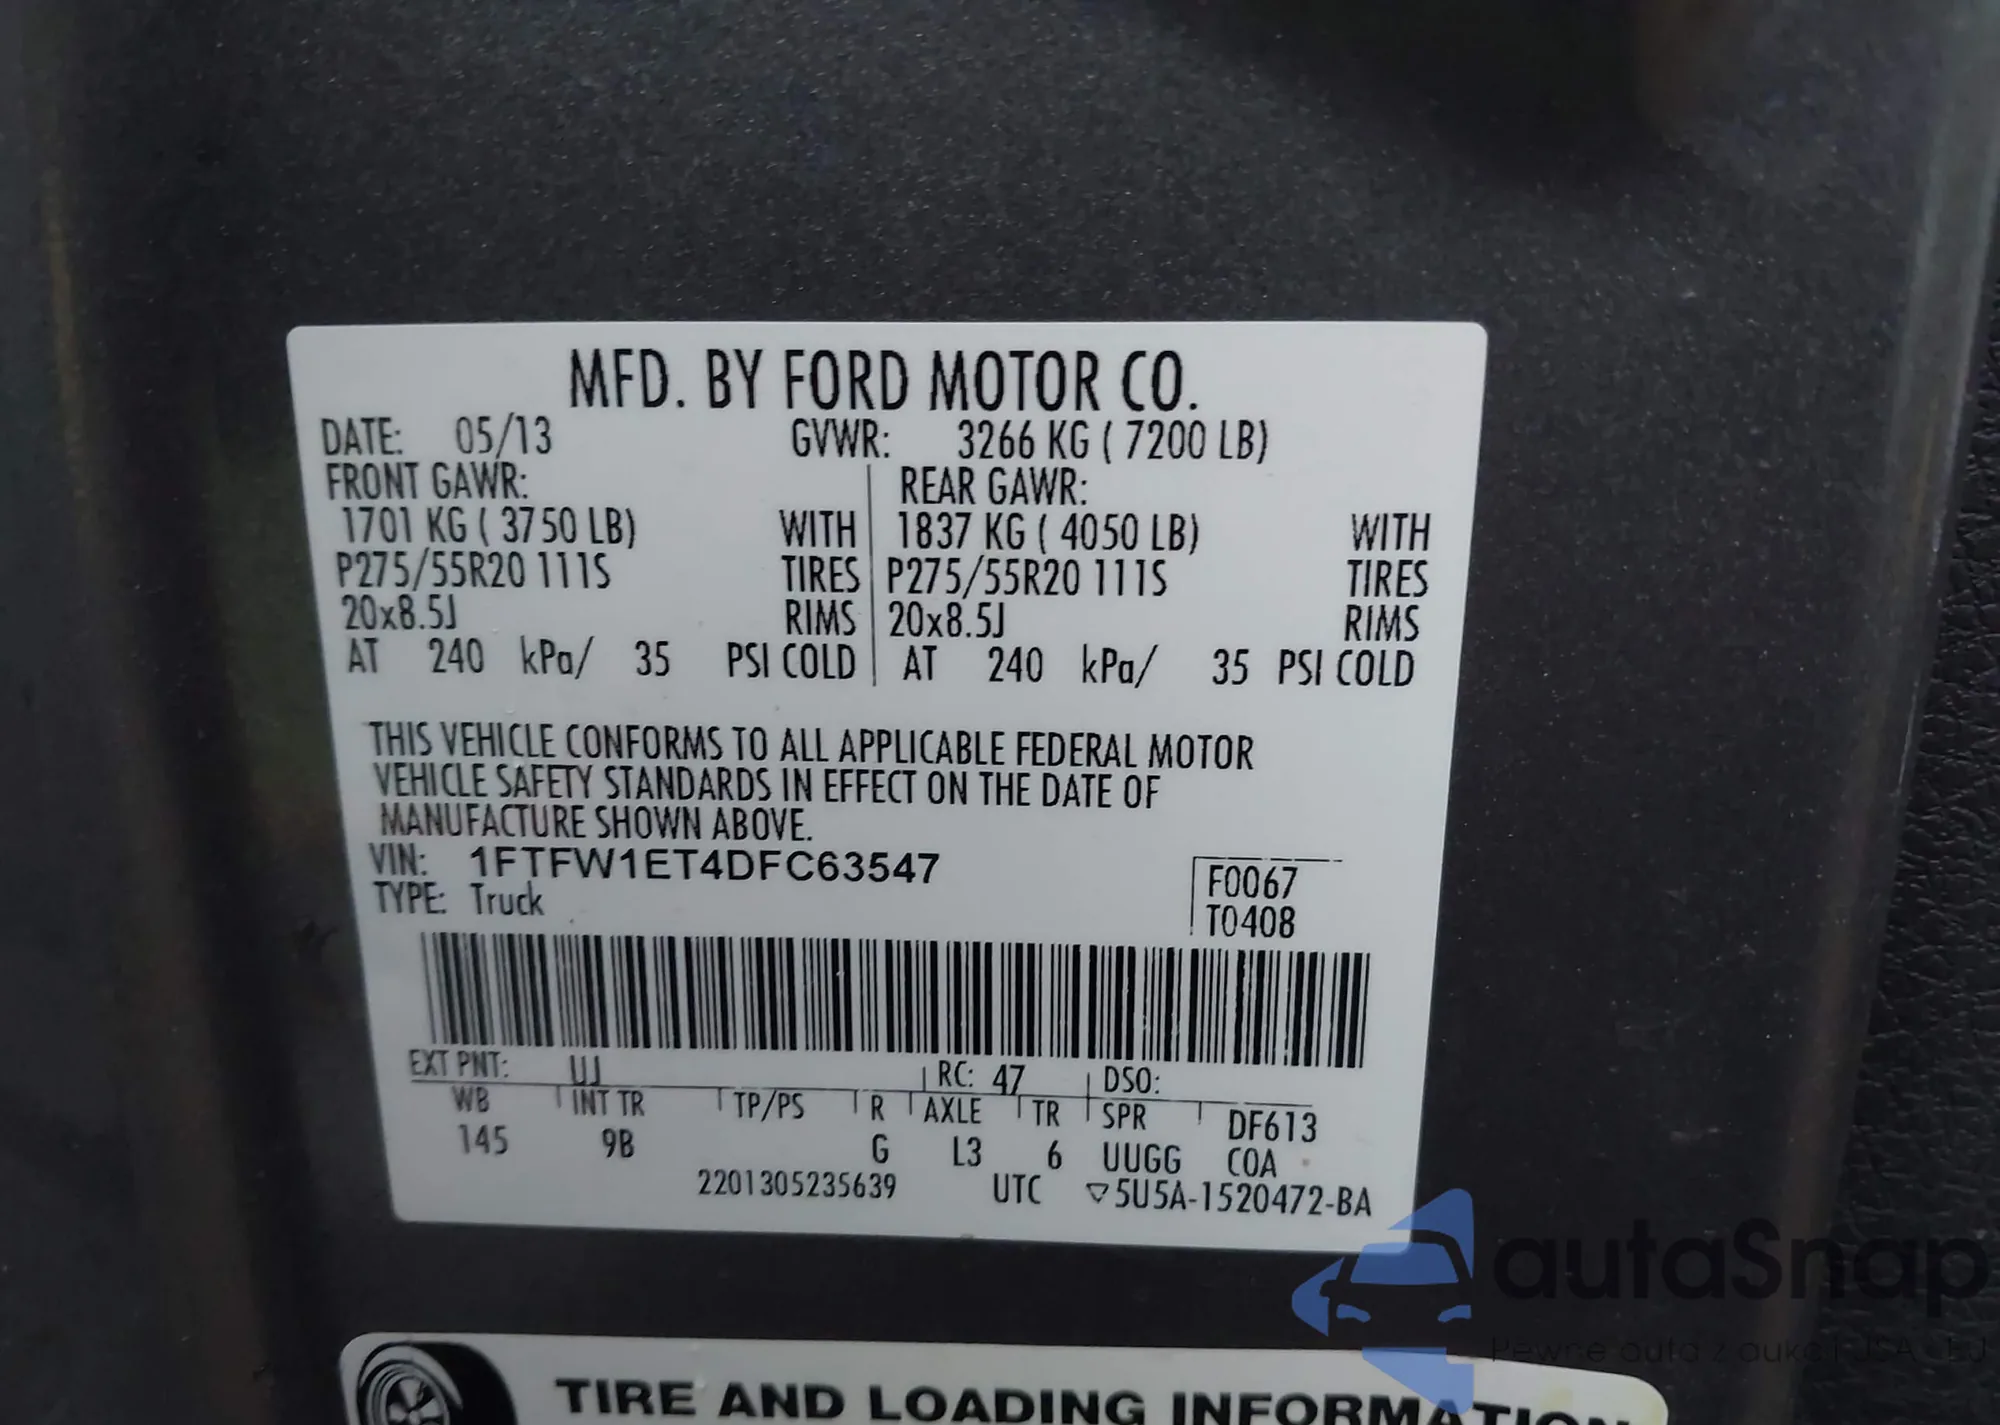 MFD. BY FORD MOTOR CO.
DATE: 05/13 GVWR: 3266 KG ( 7200 LB)
FRONT GAWR: REAR GAWR:
1701 KG ( 3750 LB) WITH 1837 KG ( 4050 LB) WITH
P275/55R20 111S TIRES P275/55R20 111S TIRES
20x8.5J RIMS 20x8.5J RIMS
AT 240 kPa/ 35 PSI COLD AT 240 kPa/ 35 PSI COLD
THIS VEHICLE CONFORMS TO ALL APPLICABLE FEDERAL MOTOR
VEHICLE SAFETY STANDARDS IN EFFECT ON THE DATE OF
MANUFACTURE SHOWN ABOVE.
VIN: 1FTFW1ET4DFC63547
TYPE: Truck
F0067
T0408
EXT PNT: UJ RC: 47 DSO:
WB INT TR TP/PS R AXLE TR SPR DF613
145 9B G L3 6 UUGG COA
2201305235639 UTC ▽5U5A-1520472-BA
autaSnap
Pewne auta z
TIRE AND LOADING INFORMATION